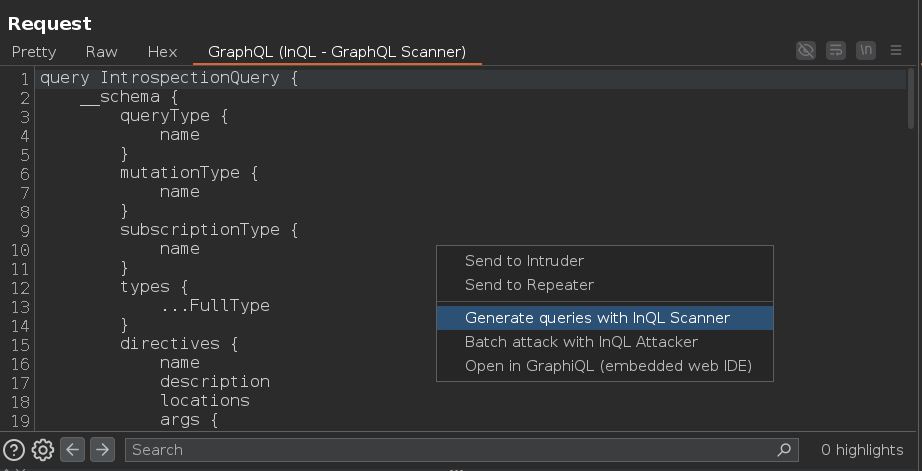 Request
Pretty Raw Hex GraphQL (InQL - GraphQL Scanner) \n
1 query IntrospectionQuery {
2 __schema {
3 queryType {
4 name
5 }
6 mutationType {
7 name
8 }
9 subscriptionType {
10 name
11 }
12 types {
13 ...FullType
14 }
15 directives {
16 name
17 description
18 locations
19 args {
Send to Intruder
Send to Repeater
Generate queries with InQL Scanner
Batch attack with InQL Attacker
Open in GraphiQL (embedded web IDE)
Search 0 highlights